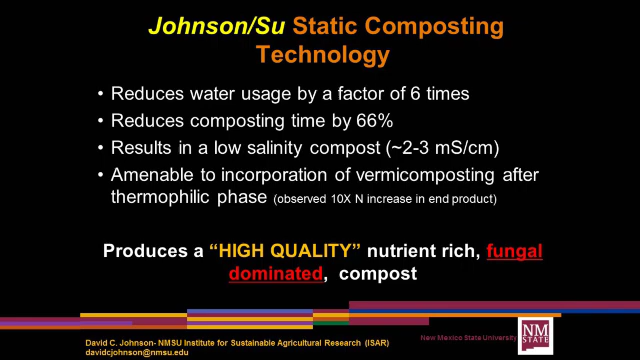 Johnson/Su Static Composting
Technology
• Reduces water usage by a factor of 6 times
• Reduces composting time by 66%
• Results in a low salinity compost (~2-3 mS/cm)
• Amenable to incorporation of vermicomposting after
thermophilic phase (observed 10X N increase in end product)
Produces a “HIGH QUALITY” nutrient rich, fungal
dominated, compost
David C. Johnson- NMSU Institute for Sustainable Agricultural Research (ISAR)
davidcjohnson@nmsu.edu
New Mexico State University
NM
STATE